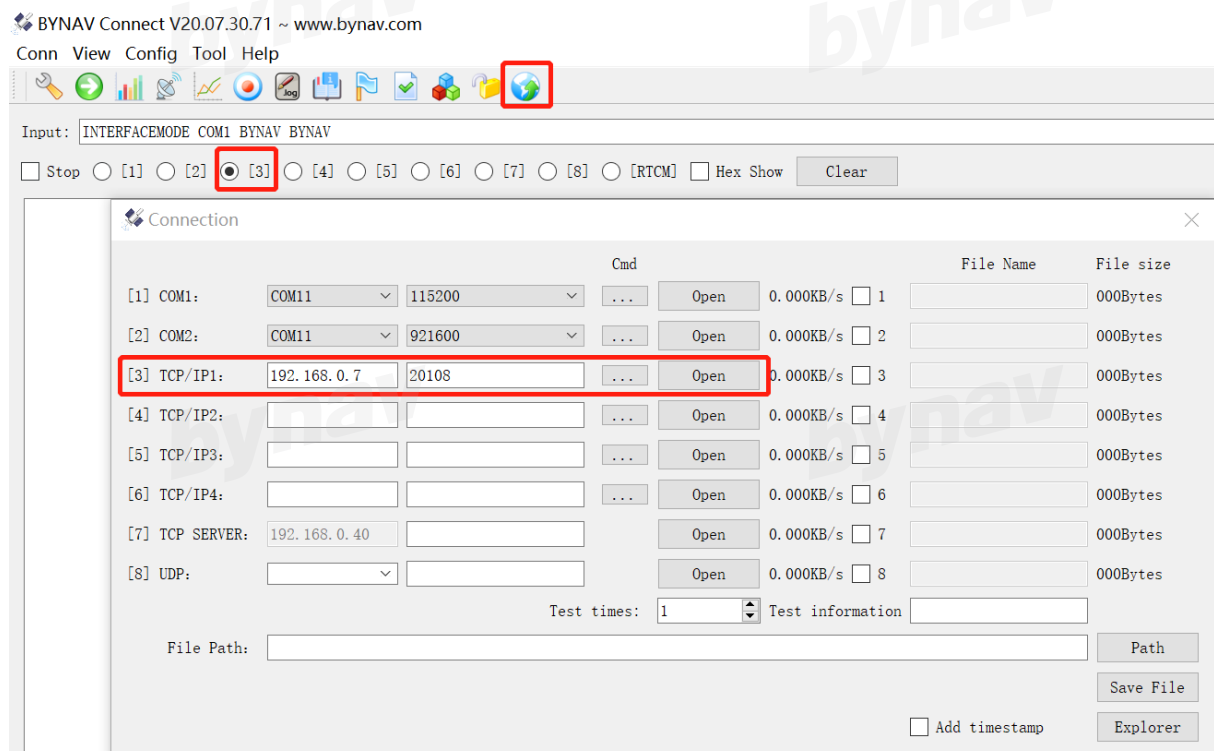 BYNAV Connect V20.07.30.71 ~ www.bynav.com
Conn View Config Tool Help
.log
Input: INTERFACEMODE COM1 BYNAV BYNAV
Stop [1] [2] [3] [4] [5] [6] [7] [8] [RTCM] Hex Show Clear
Connection
Cmd File Name File size
[1] COM1: COM11 115200 ... Open 0.000KB/s 1 000Bytes
[2] COM2: COM11 921600 ... Open 0.000KB/s 2 000Bytes
[3] TCP/IP1: 192.168.0.7 20108 ... Open 0.000KB/s 3 000Bytes
[4] TCP/IP2: ... Open 0.000KB/s 4 000Bytes
[5] TCP/IP3: ... Open 0.000KB/s 5 000Bytes
[6] TCP/IP4: ... Open 0.000KB/s 6 000Bytes
[7] TCP SERVER: 192.168.0.40 Open 0.000KB/s 7 000Bytes
[8] UDP: Open 0.000KB/s 8 000Bytes
Test times: 1 Test information
File Path: Path
Save File
Add timestamp Explorer
bynav
bynav
bynav
bynav